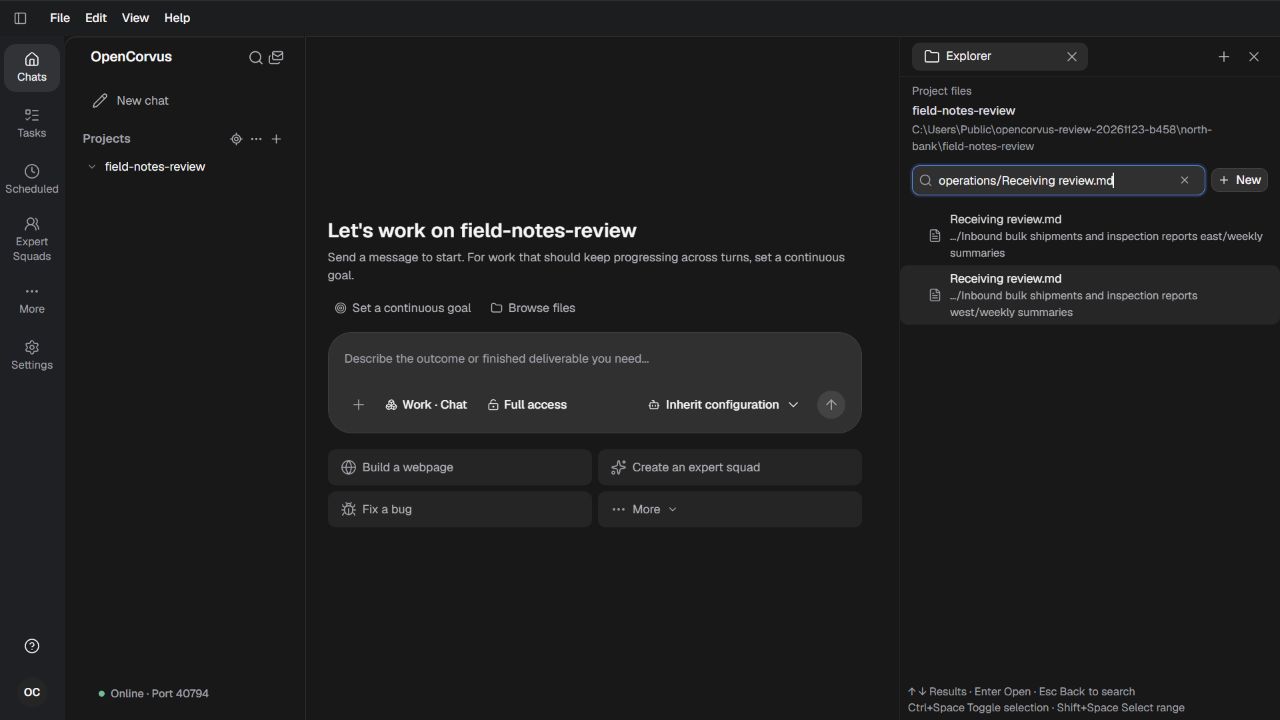 File Edit View Help
Chats
Tasks
Scheduled
Expert
Squads
More
Settings
OC
OpenCorvus
New chat
Projects
field-notes-review
Online · Port 40794
Let's work on field-notes-review
Send a message to start. For work that should keep progressing across turns, set a continuous
goal.
Set a continuous goal Browse files
Describe the outcome or finished deliverable you need...
Work · Chat Full access Inherit configuration
Build a webpage Create an expert squad
Fix a bug More
Explorer
Project files
field-notes-review
C:\Users\Public\opencorvus-review-20261123-b458\north-
bank\field-notes-review
operations/Receiving review.md New
Receiving review.md
.../Inbound bulk shipments and inspection reports east/weekly
summaries
Receiving review.md
.../Inbound bulk shipments and inspection reports
west/weekly summaries
↑↓ Results · Enter Open · Esc Back to search
Ctrl+Space Toggle selection · Shift+Space Select range